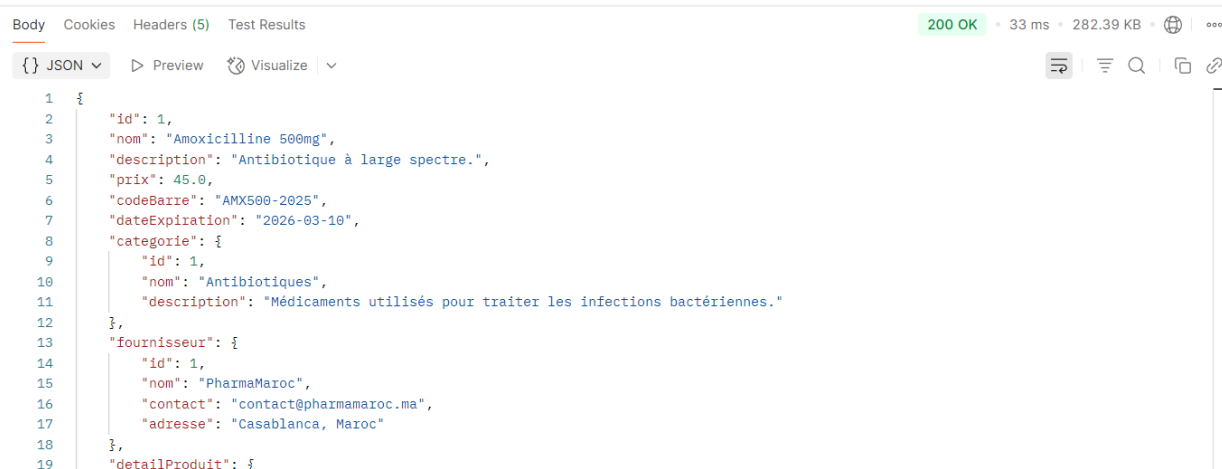 Body Cookies Headers (5) Test Results 200 OK • 33 ms • 282.39 KB •
{} JSON Preview Visualize
1 {
2 "id": 1,
3 "nom": "Amoxicilline 500mg",
4 "description": "Antibiotique à large spectre.",
5 "prix": 45.0,
6 "codeBarre": "AMX500-2025",
7 "dateExpiration": "2026-03-10",
8 "categorie": {
9 "id": 1,
10 "nom": "Antibiotiques",
11 "description": "Médicaments utilisés pour traiter les infections bactériennes."
12 },
13 "fournisseur": {
14 "id": 1,
15 "nom": "PharmaMaroc",
16 "contact": "contact@pharmamaroc.ma",
17 "adresse": "Casablanca, Maroc"
18 },
19 "detailProduit": {